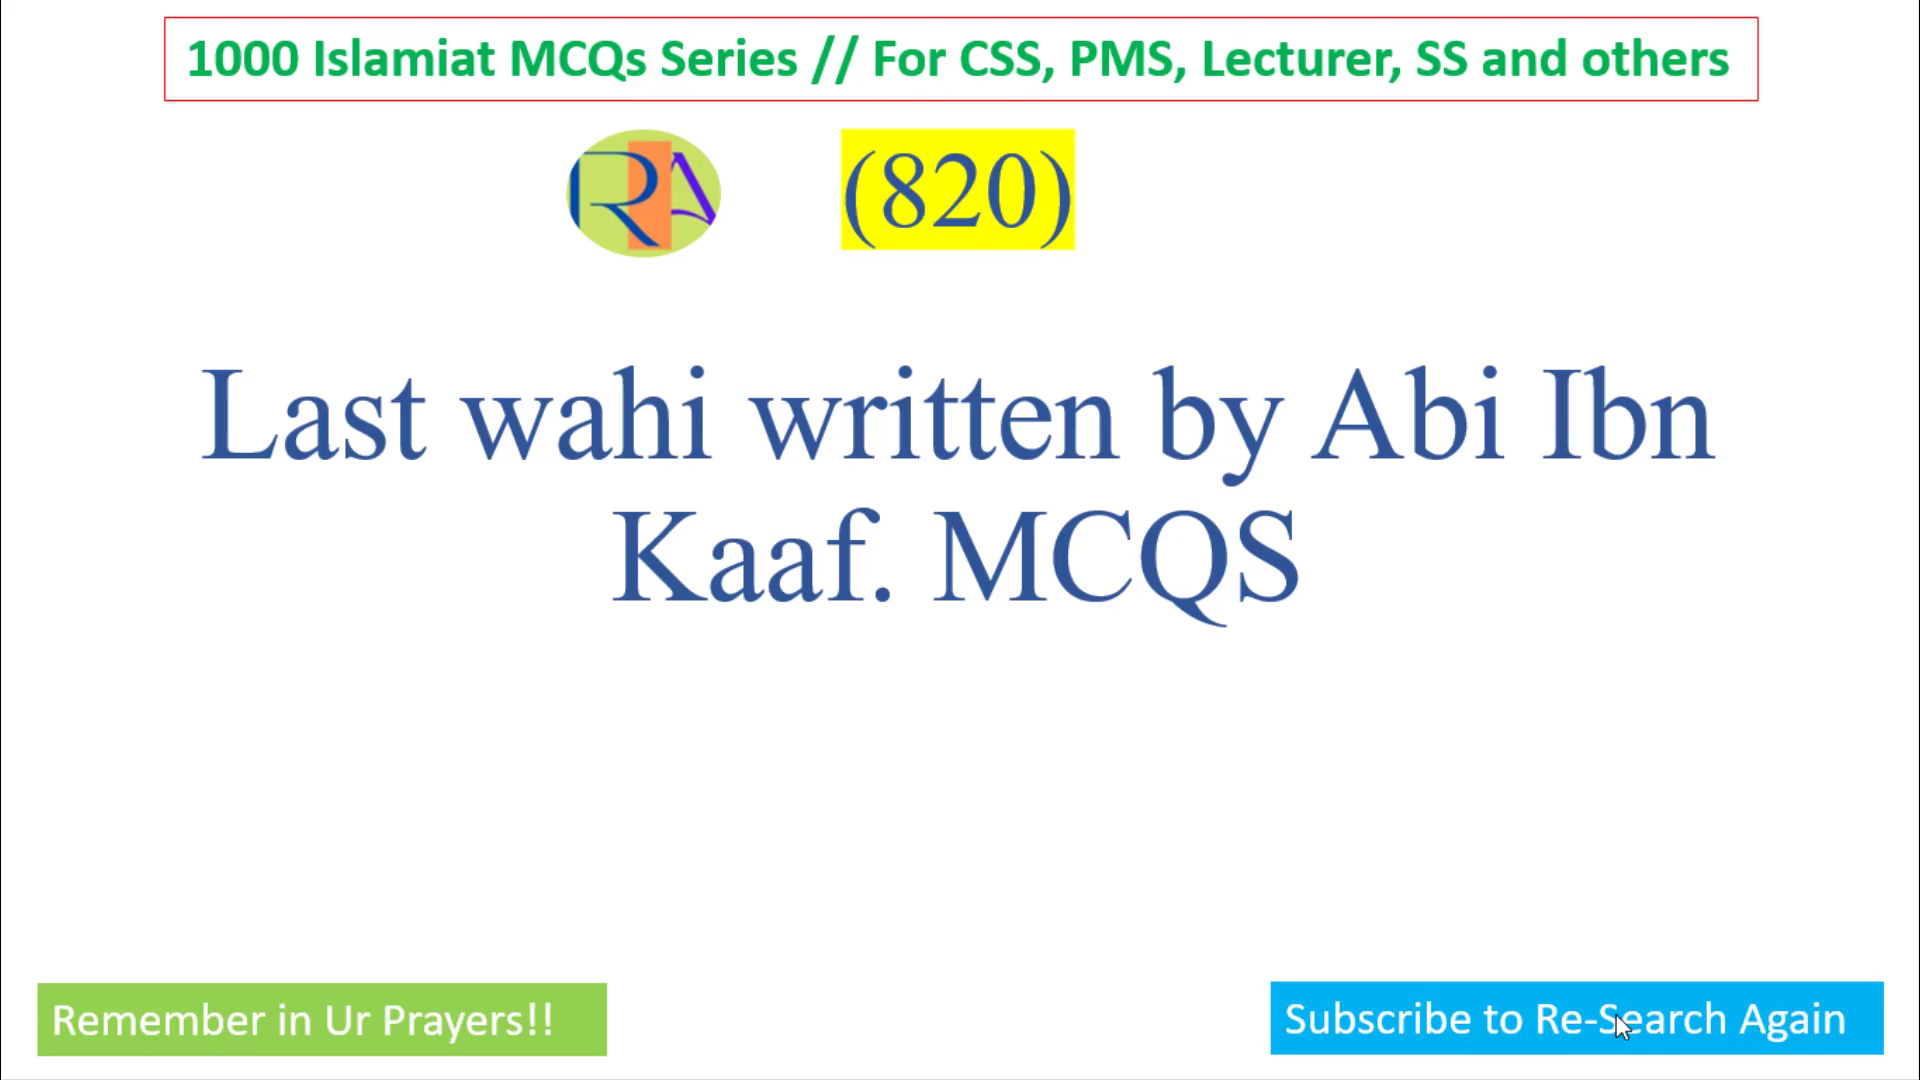 1000 Islamiat MCQs Series // For CSS, PMS, Lecturer, SS and others
RA
(820)
Last wahi written by Abi Ibn
Kaaf. MCQS
Remember in Ur Prayers!!
Subscribe to Re-Search Again